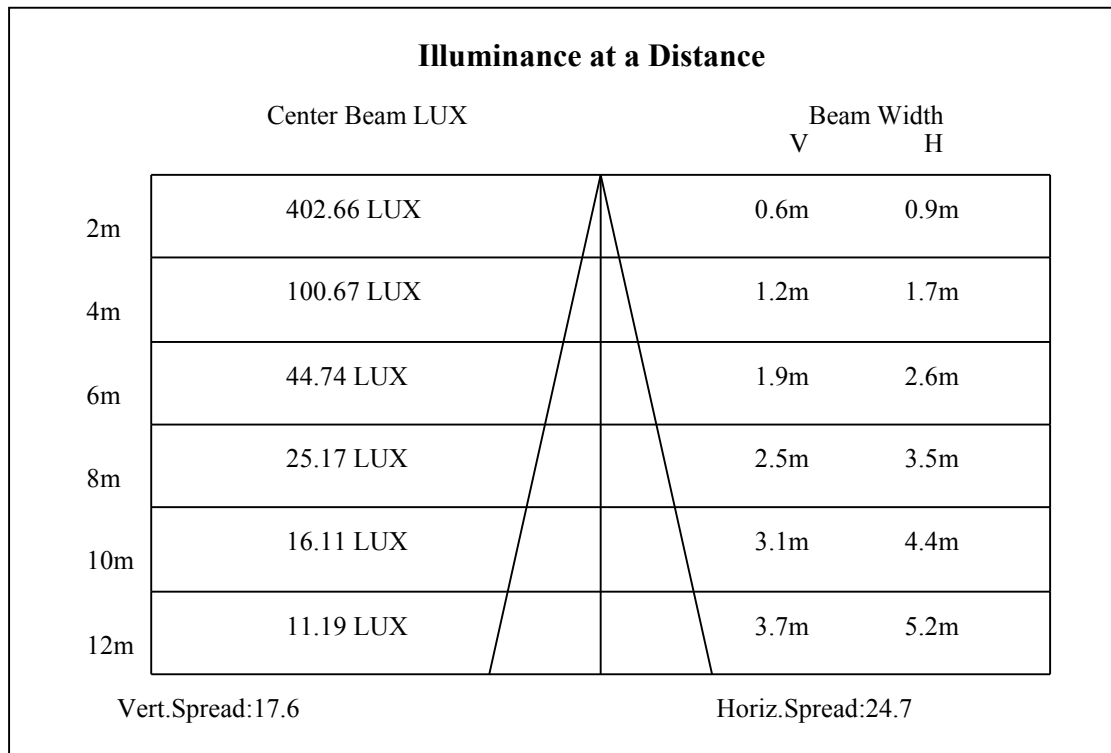 Illuminance at a Distance
Center Beam LUX Beam Width
V H
2m 402.66 LUX 0.6m 0.9m
4m 100.67 LUX 1.2m 1.7m
6m 44.74 LUX 1.9m 2.6m
8m 25.17 LUX 2.5m 3.5m
10m 16.11 LUX 3.1m 4.4m
12m 11.19 LUX 3.7m 5.2m
Vert.Spread:17.6 Horiz.Spread:24.7